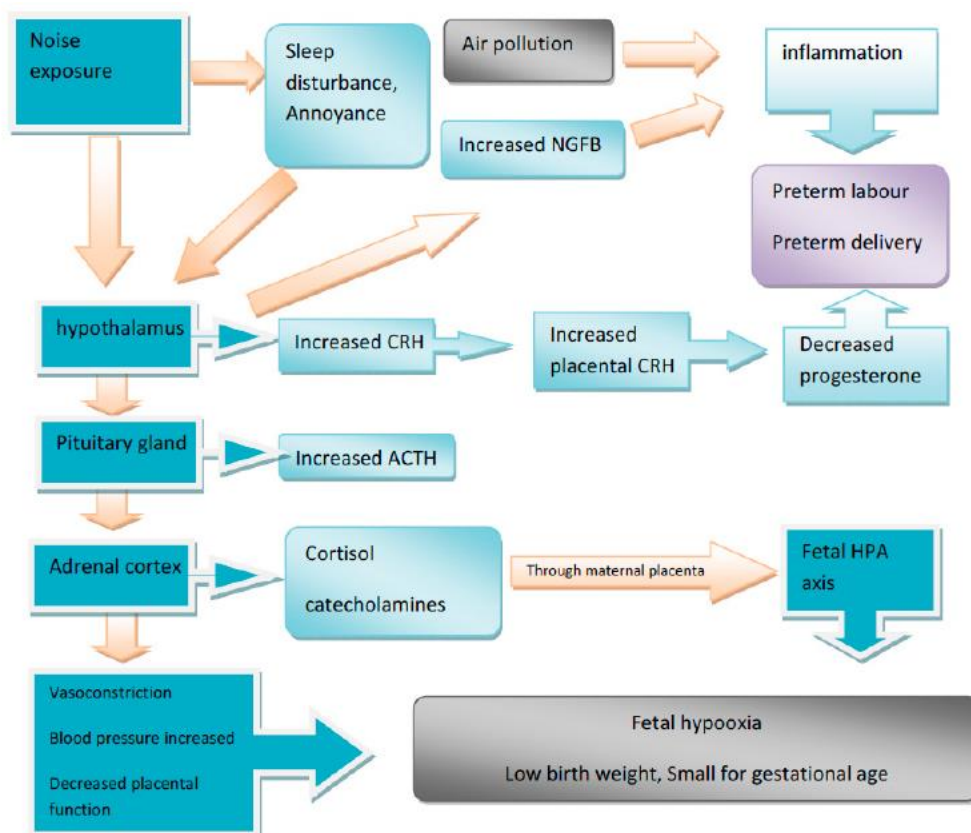 Noise
exposure
Sleep
disturbance,
Annoyance
Air pollution
inflammation
Increased NGFB
Preterm labour
Preterm delivery
hypothalamus
Increased CRH
Increased
placental CRH
Decreased
progesterone
Pituitary gland
Increased ACTH
Adrenal cortex
Cortisol
catecholamines
Through maternal placenta
Fetal HPA
axis
Vasoconstriction
Blood pressure increased
Decreased placental
function
Fetal hypooxia
Low birth weight, Small for gestational age